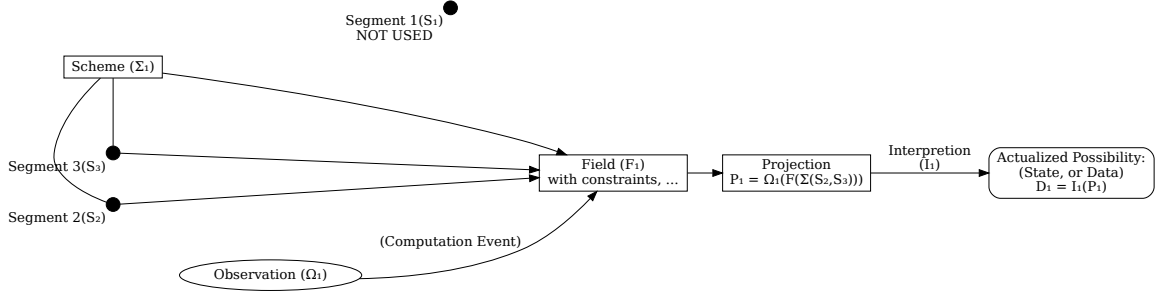 Segment 1(S₁)
NOT USED
Scheme (Σ₁)
Segment 3(S₃)
Segment 2(S₂)
(Computation Event)
Observation (Ω₁)
Field (F₁)
with constraints, ...
Projection
P₁ = Ω₁(F(Σ(S₂,S₃)))
Interpretion
(I₁)
Actualized Possibility:
(State, or Data)
D₁ = I₁(P₁)